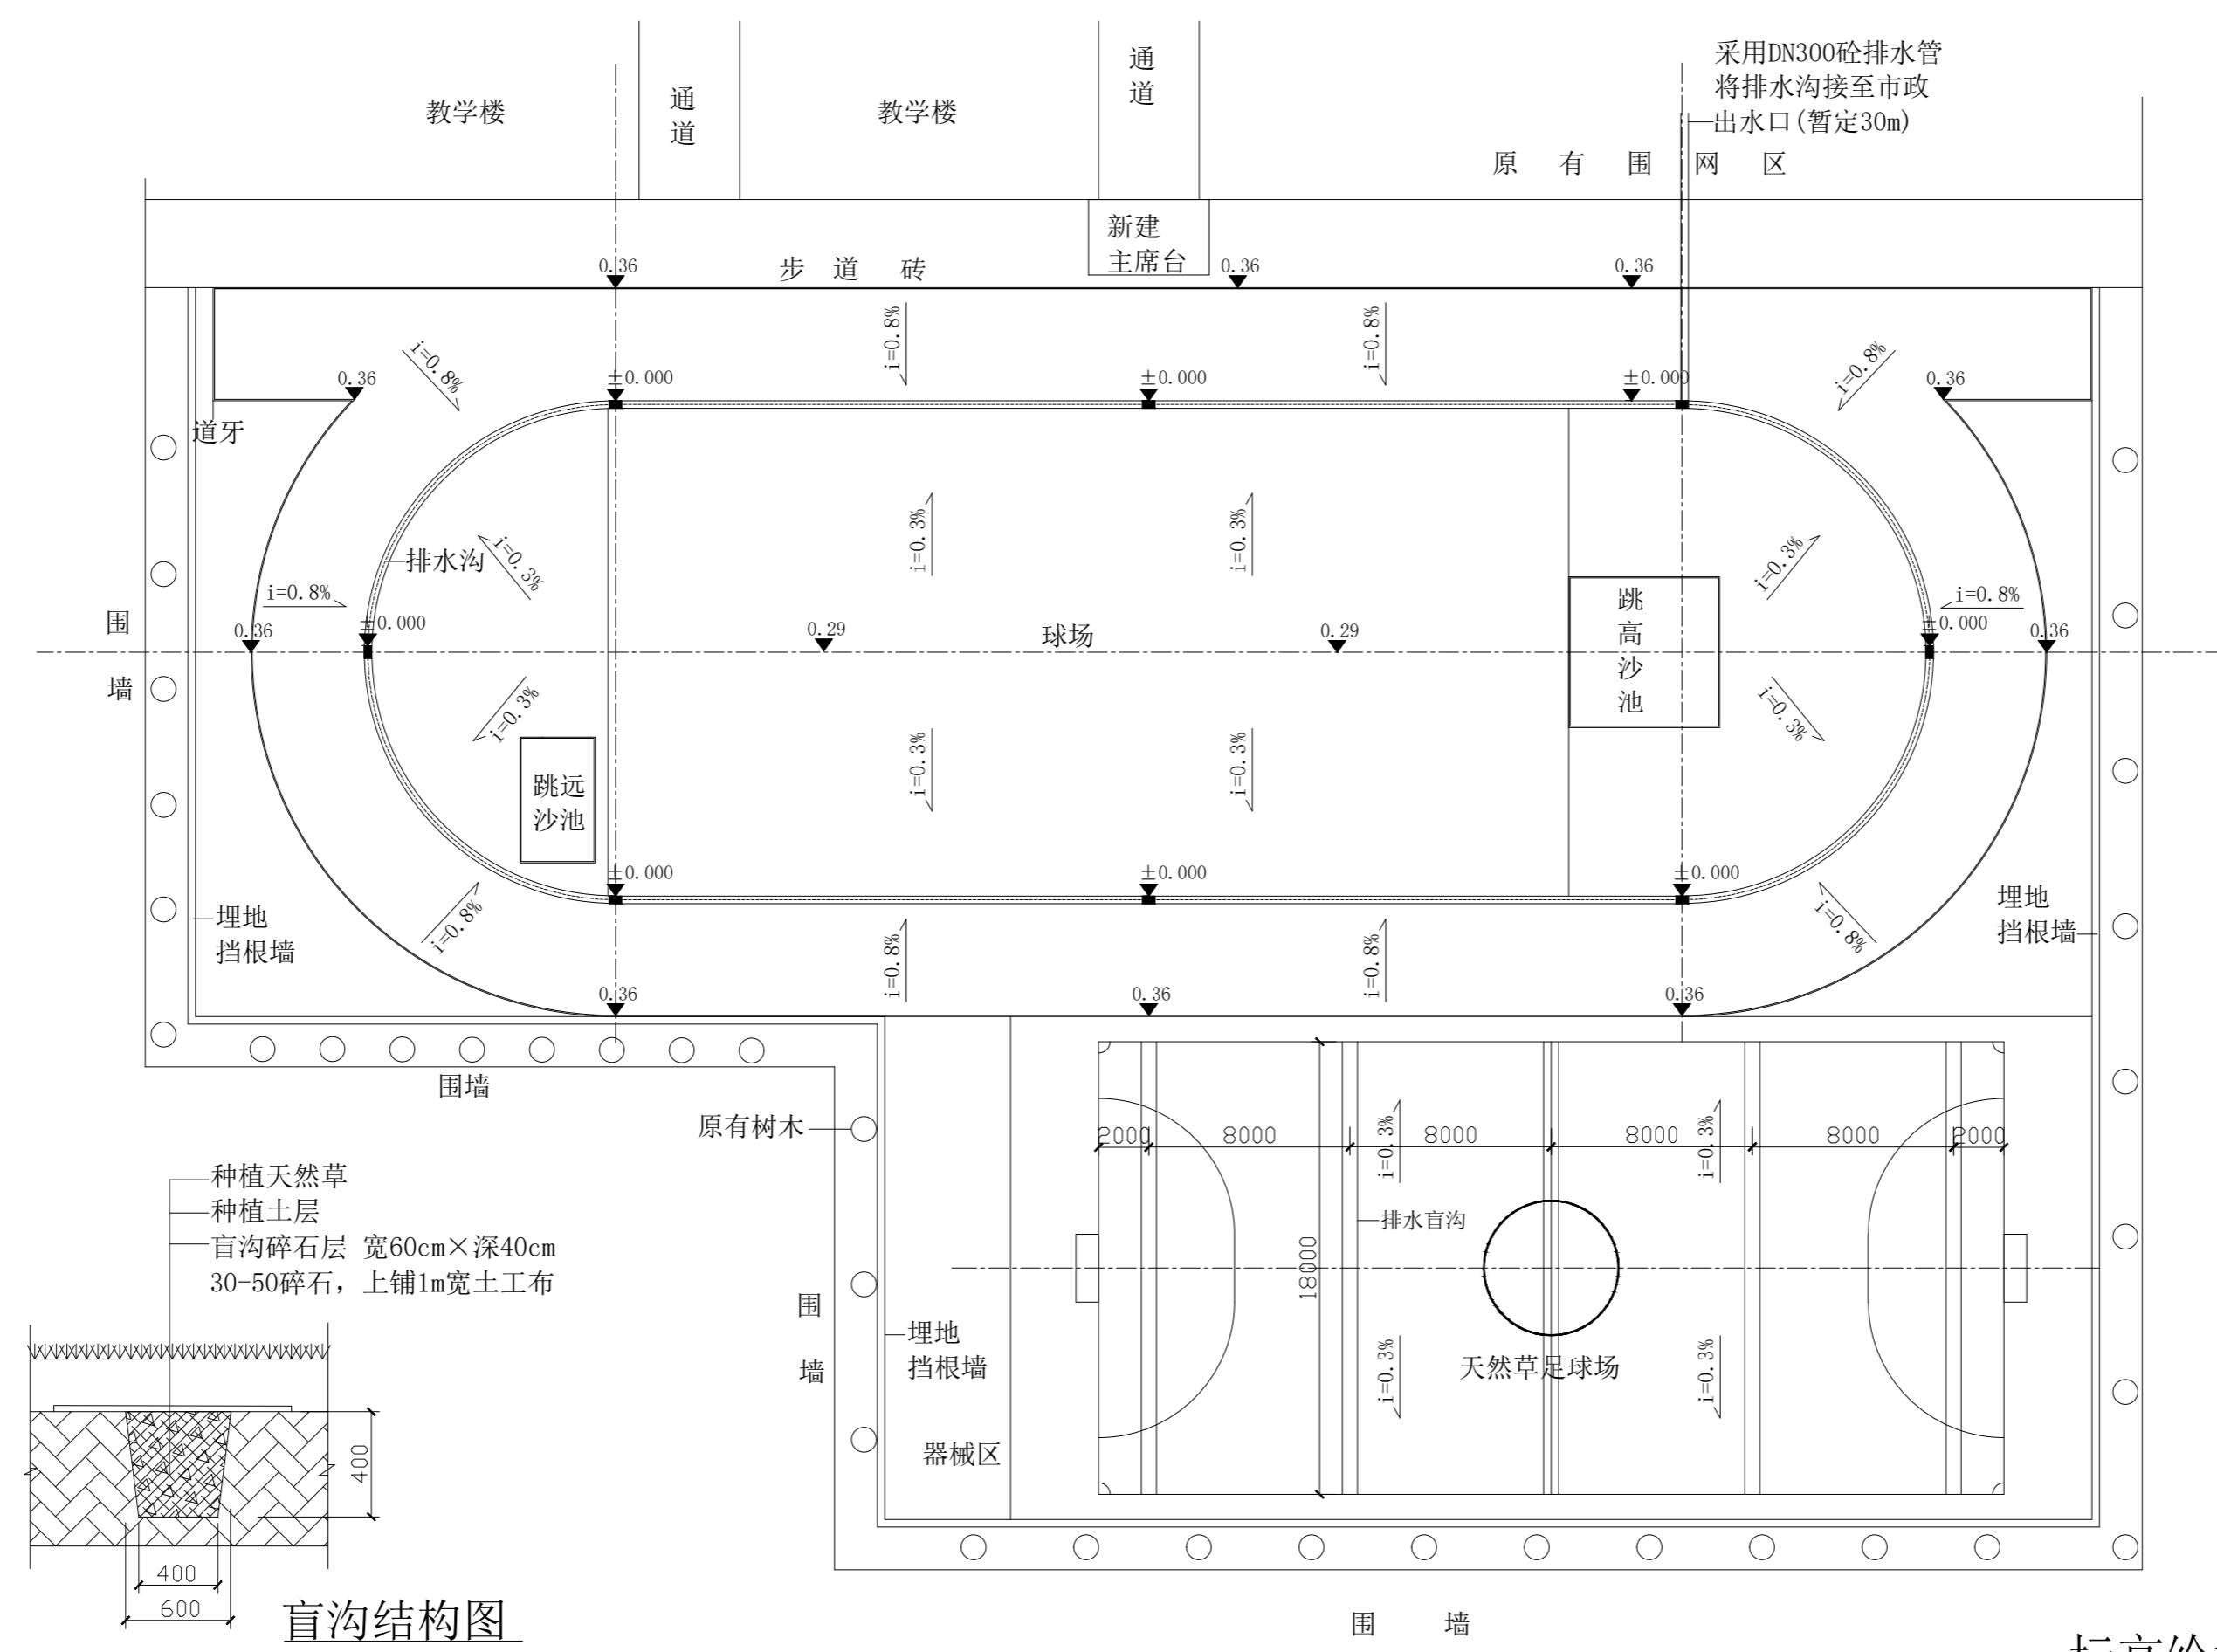 采用DN300砼排水管
将排水沟接至市政
出水口(暂定30m)
教学楼
通道
教学楼
通道
原有围网区
新建
主席台
步道砖
0.36
0.36
0.36
i=0.8%
i=0.8%
i=0.8%
i=0.8%
0.36
±0.000
±0.000
±0.000
0.36
道牙
排水沟
i=0.3%
i=0.3%
i=0.3%
i=0.3%
围墙
i=0.8%
±0.000
0.36
0.29
球场
0.29
跳高沙池
i=0.8%
±0.000
0.36
i=0.3%
i=0.3%
i=0.3%
i=0.3%
跳远
沙池
±0.000
±0.000
±0.000
埋地
挡根墙
i=0.8%
i=0.8%
i=0.8%
i=0.8%
埋地
挡根墙
0.36
0.36
0.36
围墙
原有树木
2000
8000
8000
8000
8000
2000
i=0.3%
i=0.3%
排水盲沟
18000
天然草足球场
i=0.3%
i=0.3%
围墙
埋地
挡根墙
器械区
种植天然草
种植土层
盲沟碎石层 宽60cm×深40cm
30-50碎石，上铺1m宽土工布
400
400
600
盲沟结构图
围墙